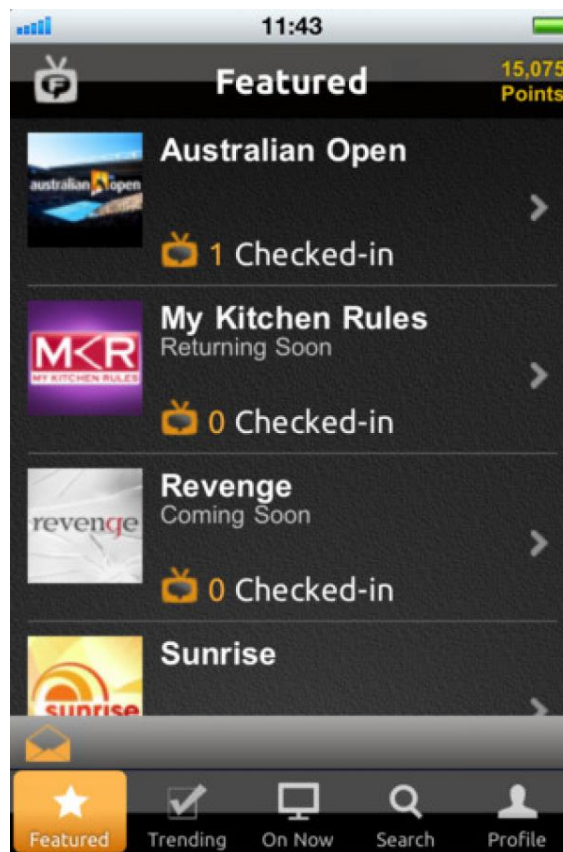 11:43
Featured
15,075
Points
Australian Open
australian open
1 Checked-in
My Kitchen Rules
Returning Soon
MKR
MY KITCHEN RULES
0 Checked-in
Revenge
Coming Soon
revenge
0 Checked-in
Sunrise
sunrise
Featured
Trending
On Now
Search
Profile